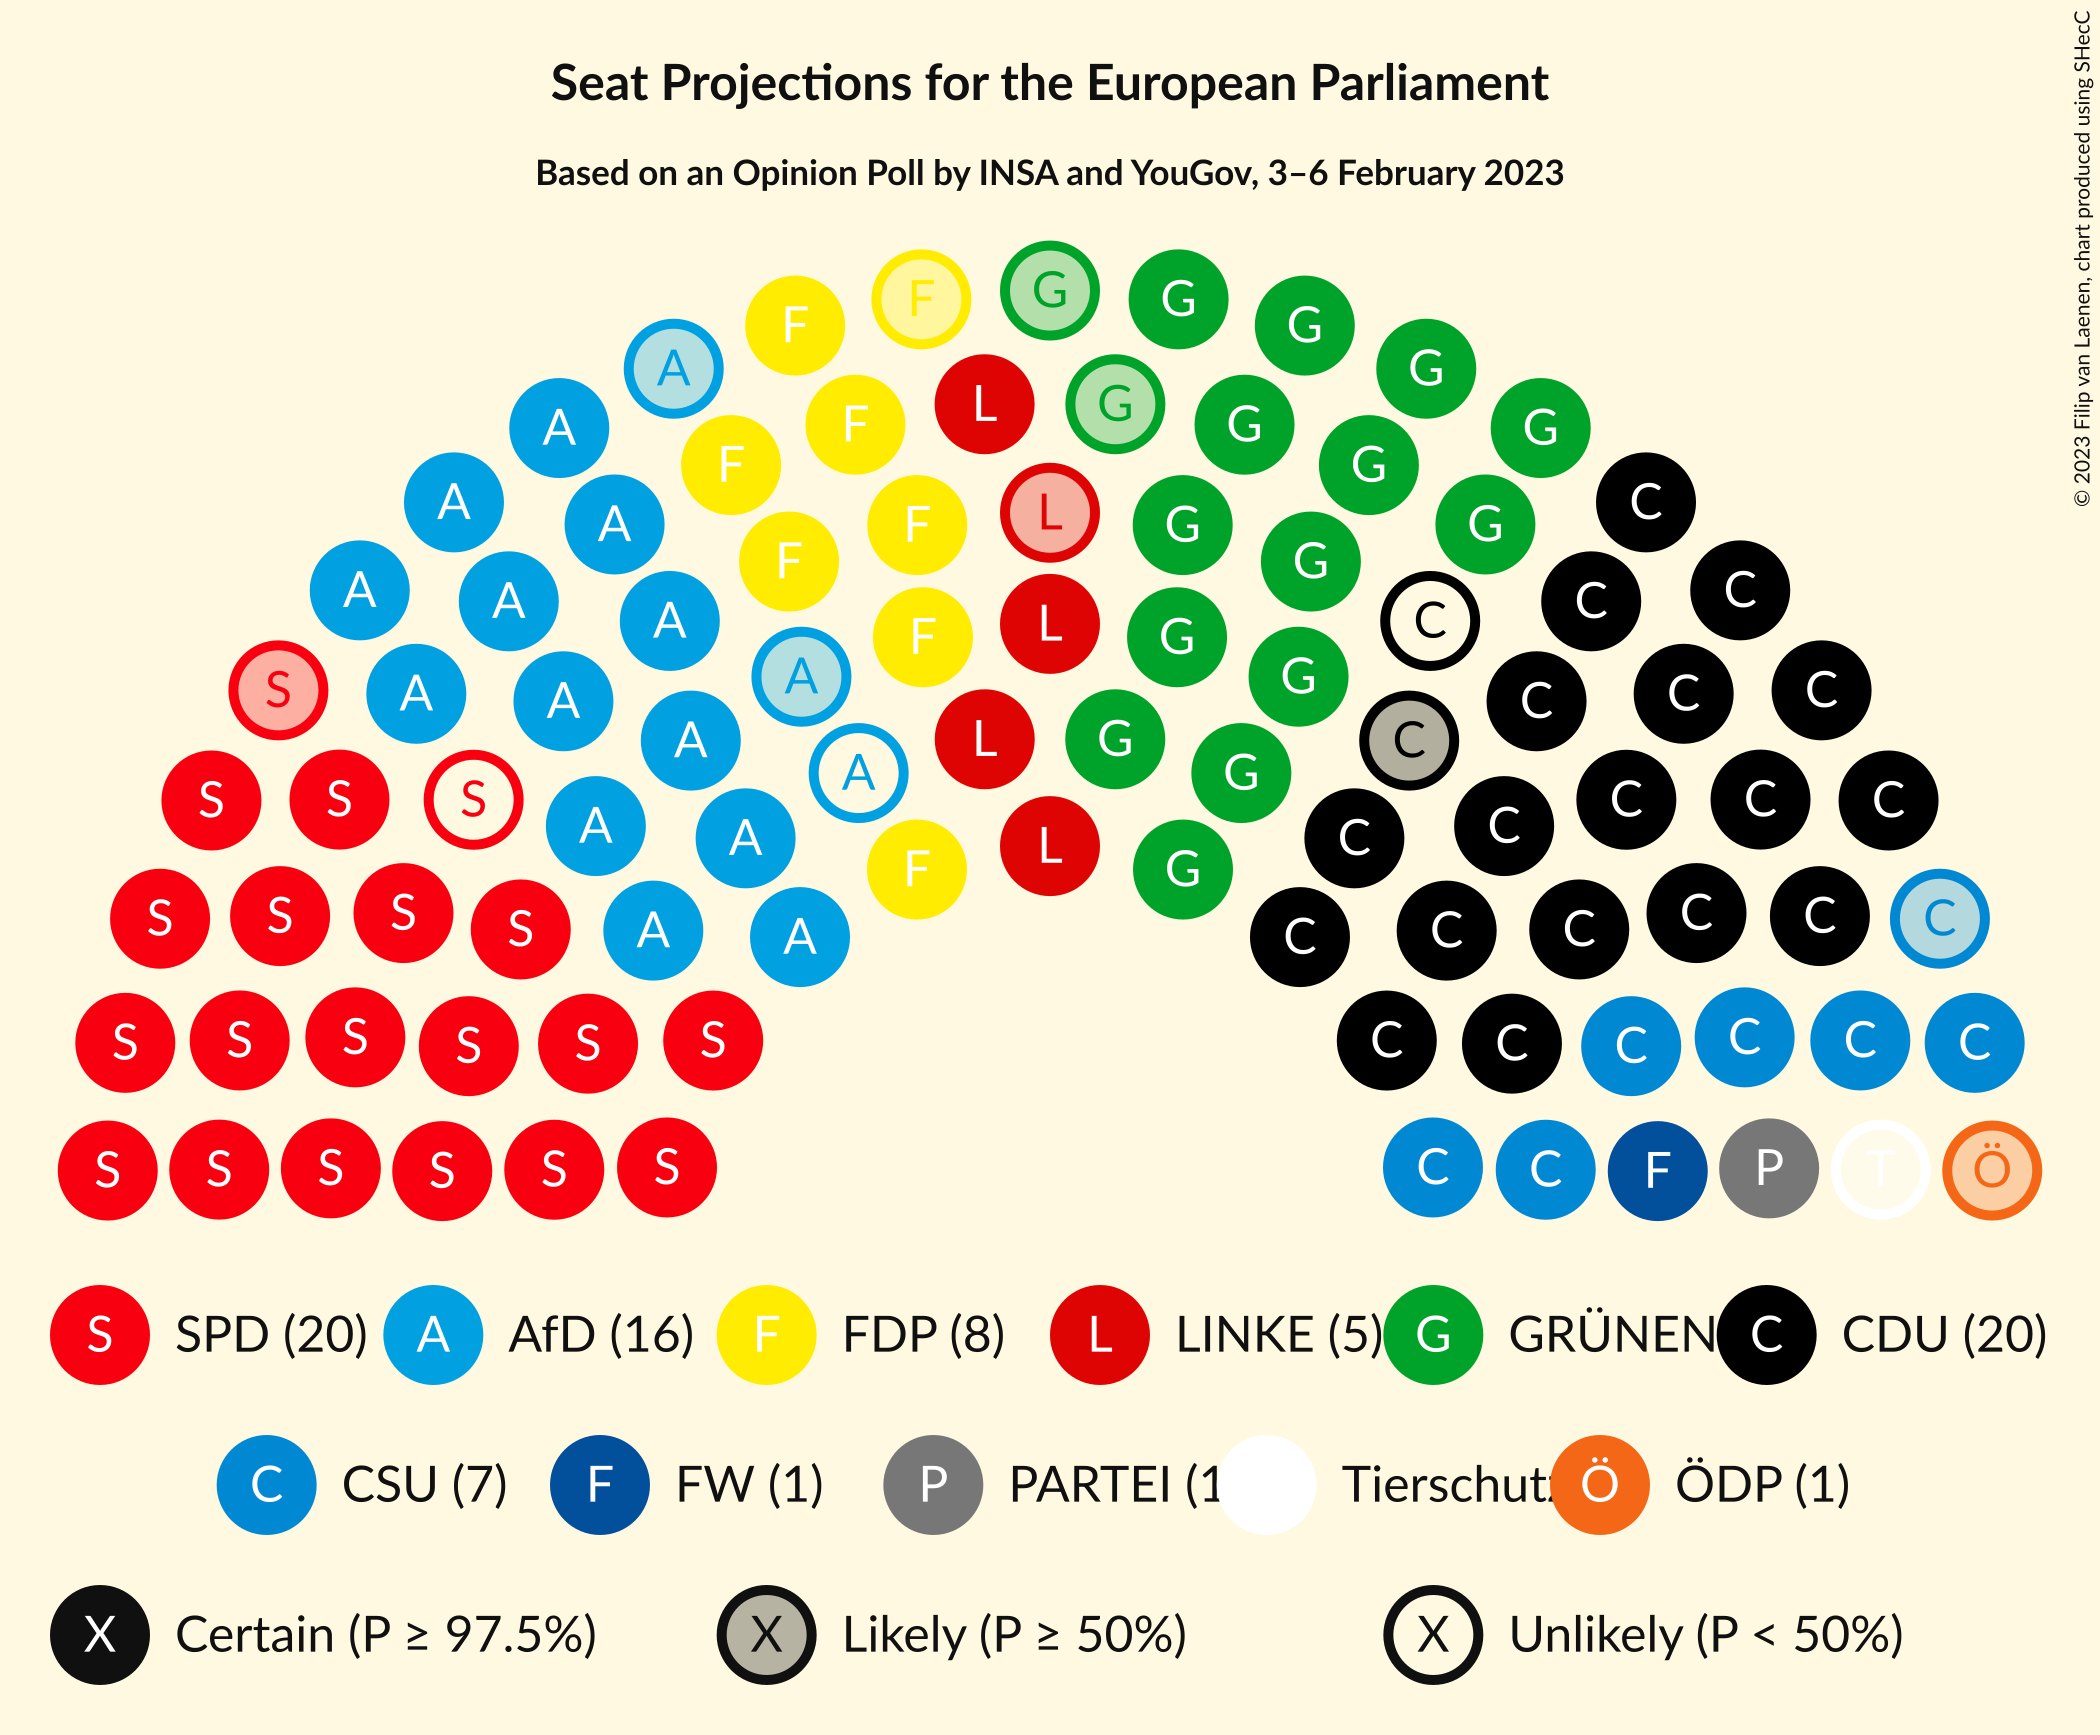 Seat Projections for the European Parliament
Based on an Opinion Poll by INSA and YouGov, 3–6 February 2023
© 2023 Filip van Laenen, chart produced using SHecC
F G G G
F G
A L G G G
A F F G G C
A A F L G G C
A A F G C C
A A F L G C C
S A A A G C C C
A L G C
S S S A A A G C C C C C
F L G
S S S S A A C C C C C C
S S S S S S C C C C C C
S S S S S S C C F P T Ö
S SPD (20) A AfD (16) F FDP (8) L LINKE (5) G GRÜNEN C CDU (20)
C CSU (7) F FW (1) P PARTEI (1 Tierschutz Ö ÖDP (1)
X Certain (P ≥ 97.5%) X Likely (P ≥ 50%) X Unlikely (P < 50%)